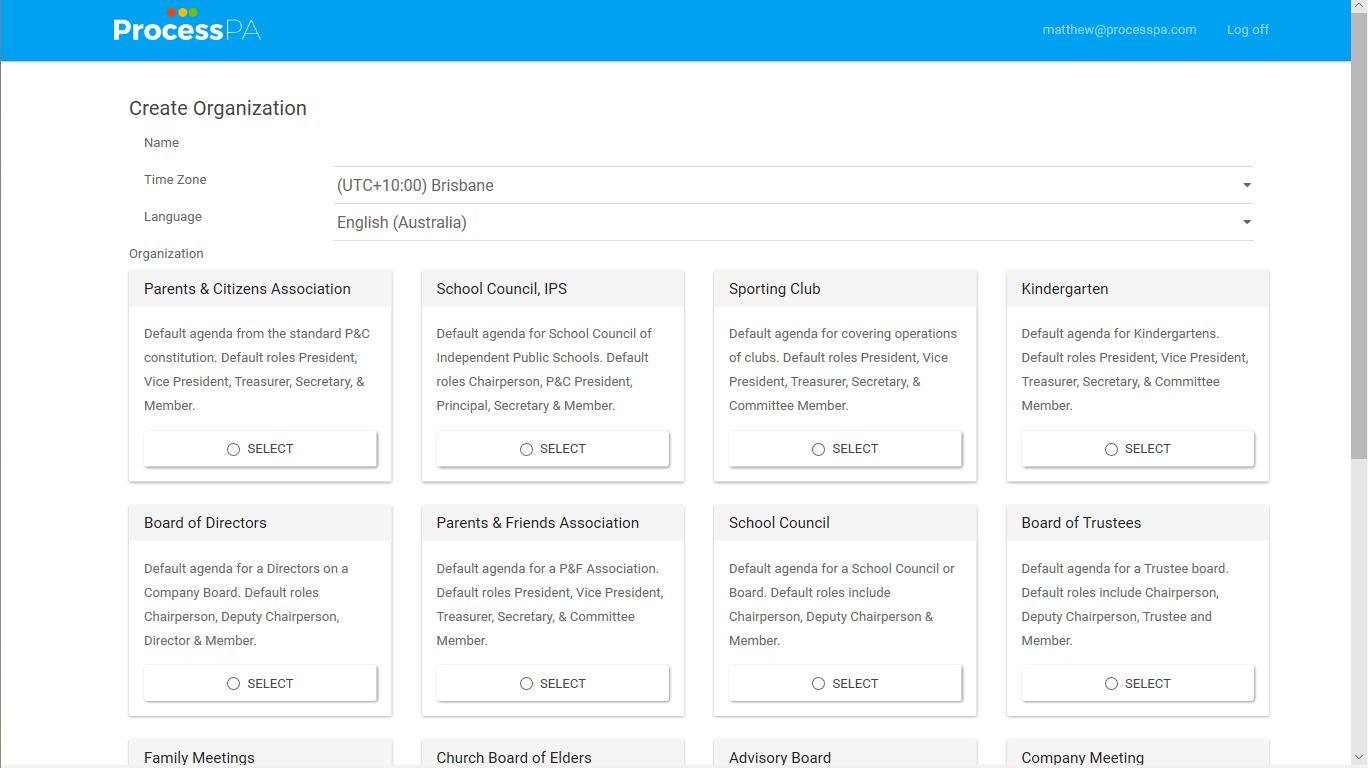 ProcessPA
matthew@processpa.com Log off
Create Organization
Name
Time Zone
(UTC+10:00) Brisbane
Language
English (Australia)
Organization
Parents & Citizens Association
Default agenda from the standard P&C
constitution. Default roles President,
Vice President, Treasurer, Secretary, &
Member.
SELECT
School Council, IPS
Default agenda for School Council of
Independent Public Schools. Default
roles Chairperson, P&C President,
Principal, Secretary & Member.
SELECT
Sporting Club
Default agenda for covering operations
of clubs. Default roles President, Vice
President, Treasurer, Secretary, &
Committee Member.
SELECT
Kindergarten
Default agenda for Kindergartens.
Default roles President, Vice President,
Treasurer, Secretary, & Committee
Member.
SELECT
Board of Directors
Default agenda for a Directors on a
Company Board. Default roles
Chairperson, Deputy Chairperson,
Director & Member.
SELECT
Parents & Friends Association
Default agenda for a P&F Association.
Default roles President, Vice President,
Treasurer, Secretary, & Committee
Member.
SELECT
School Council
Default agenda for a School Council or
Board. Default roles include
Chairperson, Deputy Chairperson &
Member.
SELECT
Board of Trustees
Default agenda for a Trustee board.
Default roles include Chairperson,
Deputy Chairperson, Trustee and
Member.
SELECT
Family Meetings
Church Board of Elders
Advisory Board
Company Meeting